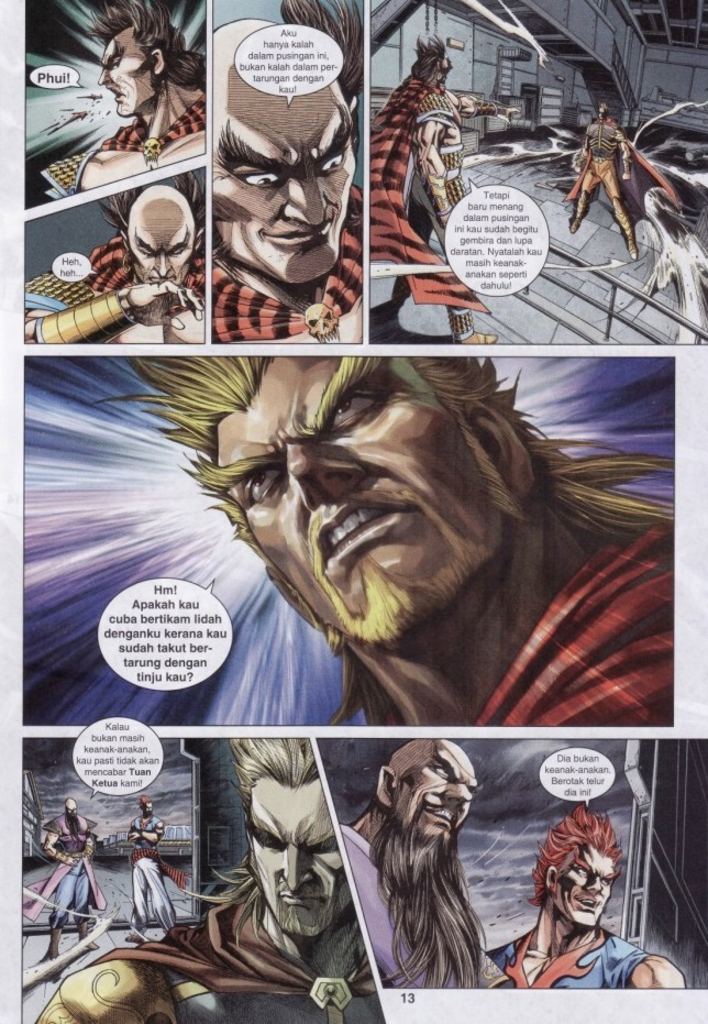 Phui!
Heh,
heh...
Aku
hanya kalah
dalam pusingan ini,
bukan kalah dalam per-
tarungan dengan
kau!
Tetapi
baru menang
dalam pusingan
ini kau begitu
gembira dan lupa
daratan. Nyatalah kau
masih keanak-
anakan seperti
dahulu!
Hm!
Apakah kau
cuba bertikam lidah
denganku kerana kau
sudah takut ber-
tarung dengan
tinju kau?
Kalau
bukan masih
keanak-anakan,
kau pasti tidak akan
mencabar Tuan
Ketua kami!
Dia bukan
keanak-anakan.
Berotak telur
dia ini!
13